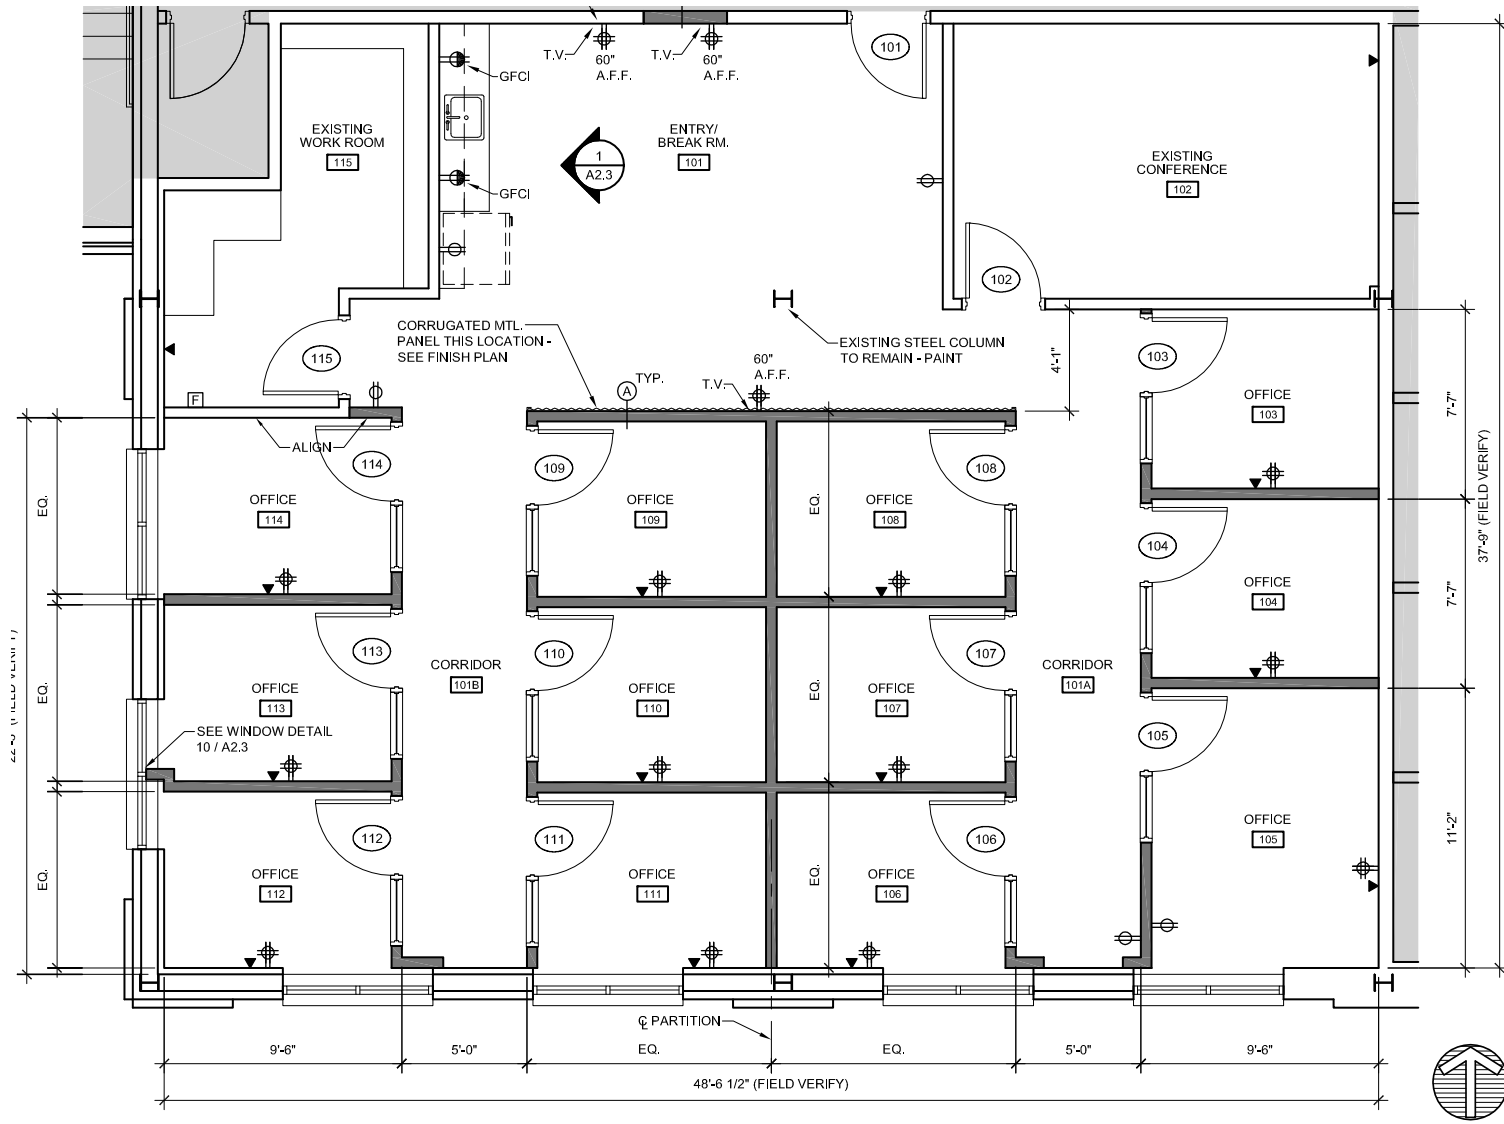 T.V.
60"
A.F.F.
T.V.
60"
A.F.F.
101
GFCI
EXISTING
WORK ROOM
115
ENTRY/
BREAK RM.
101
1
A2.3
EXISTING
CONFERENCE
102
GFCI
102
CORRUGATED MTL.
PANEL THIS LOCATION -
SEE FINISH PLAN
EXISTING STEEL COLUMN
TO REMAIN - PAINT
4'-1"
115
103
60"
A.F.F.
TYP.
A
T.V.
F
OFFICE
103
7'-7"
ALIGN
114
109
108
37'-9" (FIELD VERIFY)
EQ.
OFFICE
114
OFFICE
109
EQ.
OFFICE
108
104
OFFICE
104
7'-7"
113
110
107
CORRIDOR
101B
CORRIDOR
101A
EQ.
OFFICE
113
OFFICE
110
EQ.
OFFICE
107
SEE WINDOW DETAIL
10 / A2.3
105
OFFICE
105
11'-2"
112
111
106
EQ.
OFFICE
112
OFFICE
111
EQ.
OFFICE
106
℄ PARTITION
9'-6"
5'-0"
EQ.
EQ.
5'-0"
9'-6"
48'-6 1/2" (FIELD VERIFY)